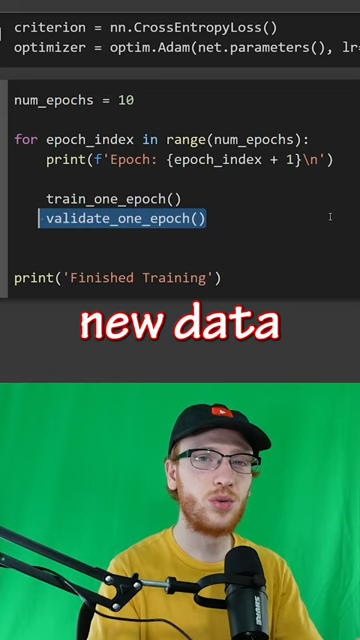 criterion = nn.CrossEntropyLoss()
optimizer = optim.Adam(net.parameters(), lr=
num_epochs = 10
for epoch_index in range(num_epochs):
print(f'Epoch: {epoch_index + 1}\n')
train_one_epoch()
validate_one_epoch()
print('Finished Training')
new data
SHURE